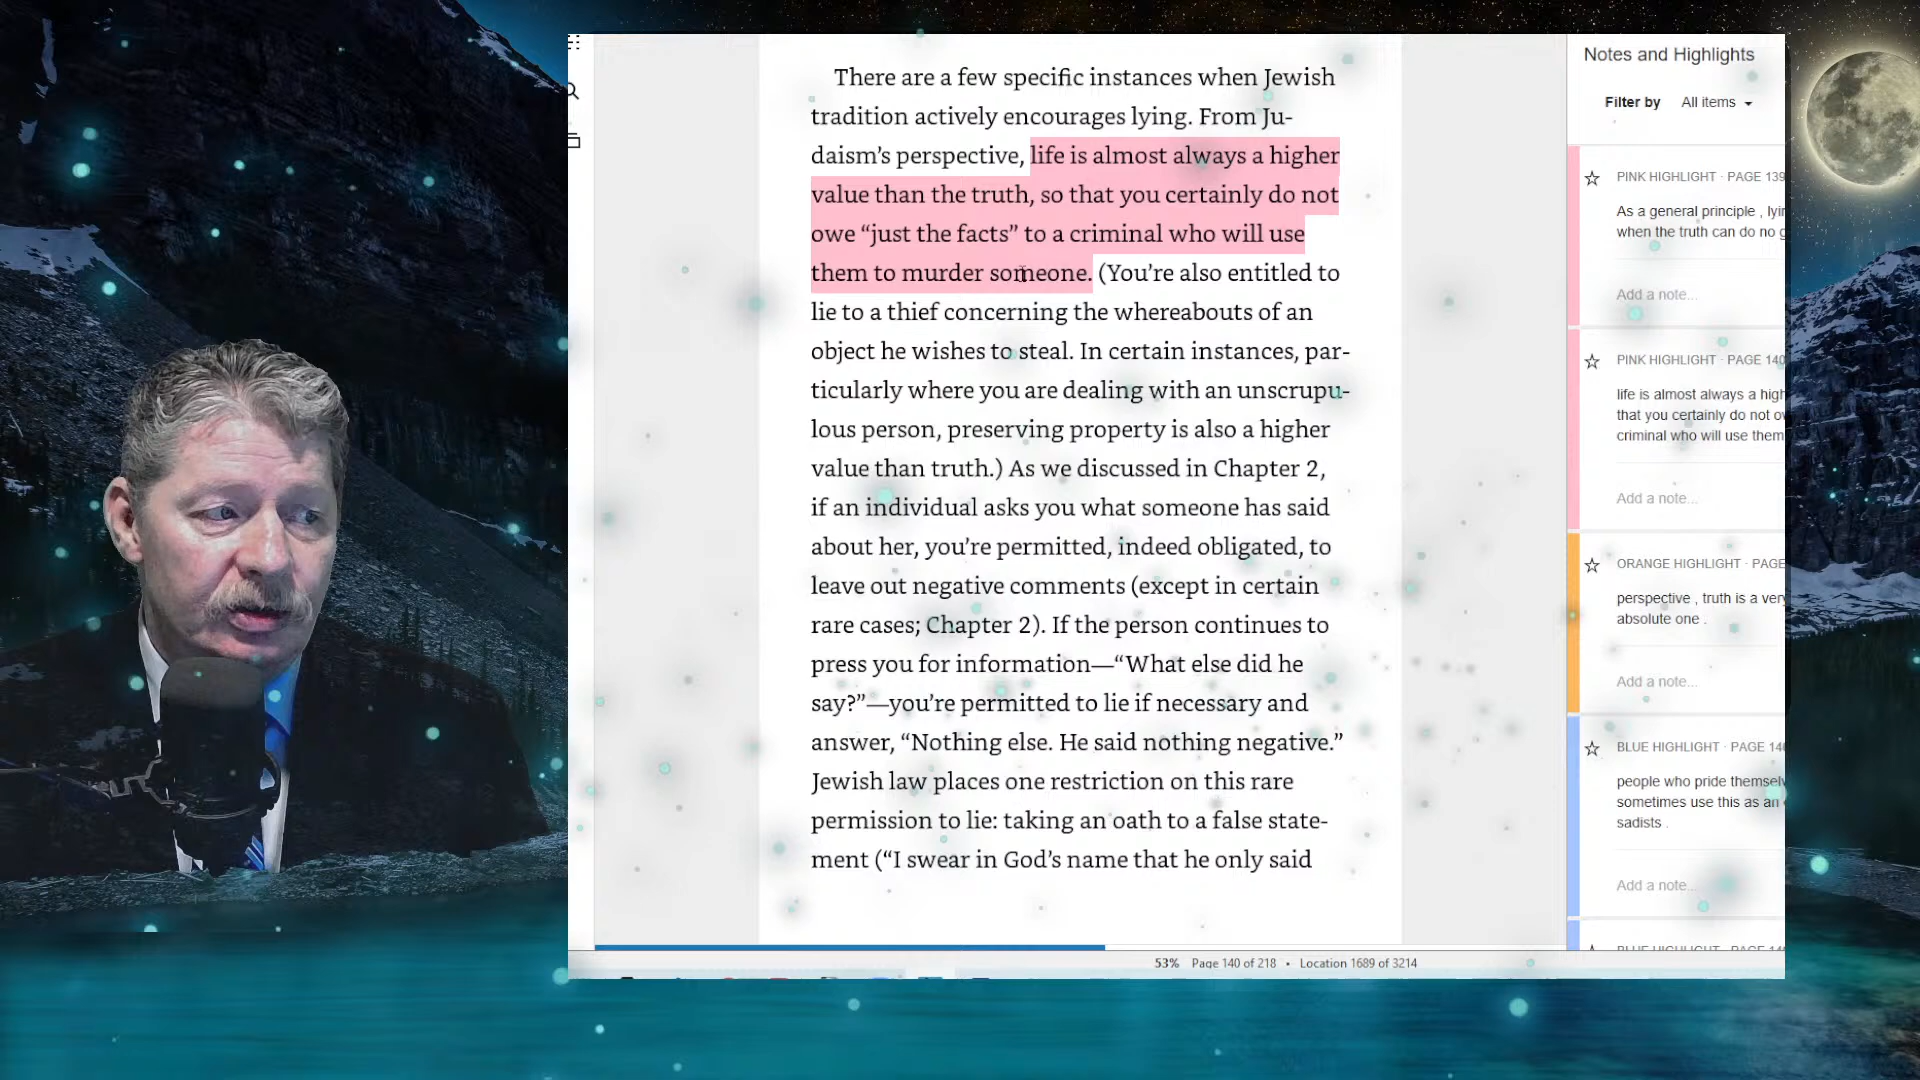 There are a few specific instances when Jewish
tradition actively encourages lying. From Ju-
daism’s perspective, life is almost always a higher
value than the truth, so that you certainly do not
owe “just the facts” to a criminal who will use
them to murder someone. (You’re also entitled to
lie to a thief concerning the whereabouts of an
object he wishes to steal. In certain instances, par-
ticularly where you are dealing with an unscrupu-
lous person, preserving property is also a higher
value than truth.) As we discussed in Chapter 2,
if an individual asks you what someone has said
about her, you’re permitted, indeed obligated, to
leave out negative comments (except in certain
rare cases; Chapter 2). If the person continues to
press you for information—“What else did he
say?”—you’re permitted to lie if necessary and
answer, “Nothing else. He said nothing negative.”
Jewish law places one restriction on this rare
permission to lie: taking an oath to a false state-
ment (“I swear in God’s name that he only said
53% Page 140 of 218 • Location 1689 of 3214
Notes and Highlights
Filter by All items
PINK HIGHLIGHT · PAGE 139
As a general principle , lyi
when the truth can do no g
Add a note...
PINK HIGHLIGHT · PAGE 140
life is almost always a high
that you certainly do not o
criminal who will use them
Add a note...
ORANGE HIGHLIGHT · PAGE
perspective , truth is a very
absolute one .
Add a note...
BLUE HIGHLIGHT · PAGE 14
people who pride themsel
sometimes use this as an
sadists .
Add a note...
BLUE HIGHLIGHT · PAGE 14